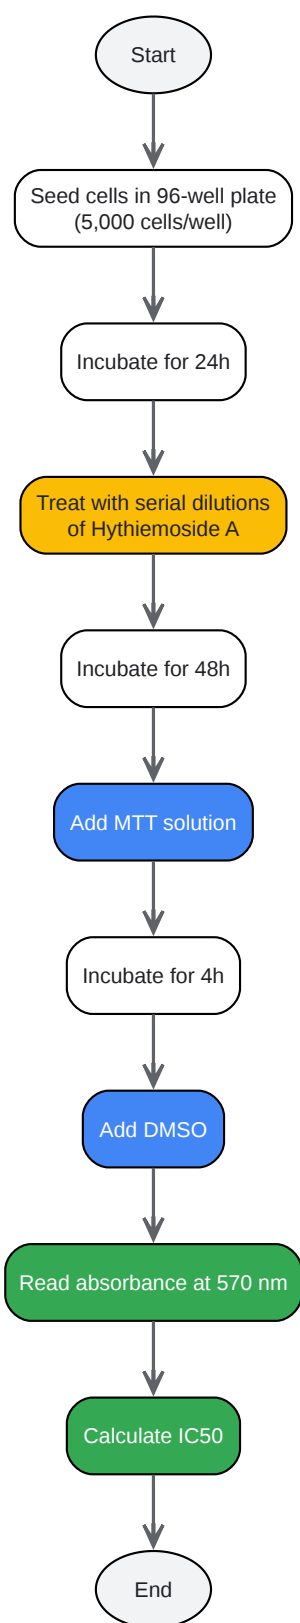 Start
Seed cells in 96-well plate
(5,000 cells/well)
Incubate for 24h
Treat with serial dilutions
of Hythiemoside A
Incubate for 48h
Add MTT solution
Incubate for 4h
Add DMSO
Read absorbance at 570 nm
Calculate IC50
End